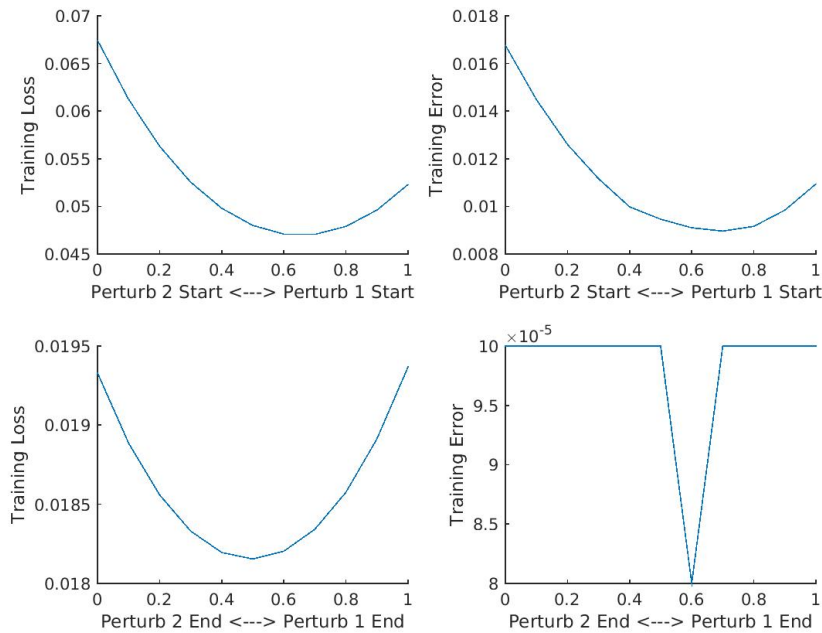 0.07
0.065
0.06
0.055
0.05
0.045
Training Loss
0 0.2 0.4 0.6 0.8 1
Perturb 2 Start <---> Perturb 1 Start
0.018
0.016
0.014
0.012
0.01
0.008
Training Error
0 0.2 0.4 0.6 0.8 1
Perturb 2 Start <---> Perturb 1 Start
0.0195
0.019
0.0185
0.018
Training Loss
0 0.2 0.4 0.6 0.8 1
Perturb 2 End <---> Perturb 1 End
×10-5
10
9.5
9
8.5
8
Training Error
0 0.2 0.4 0.6 0.8 1
Perturb 2 End <---> Perturb 1 End